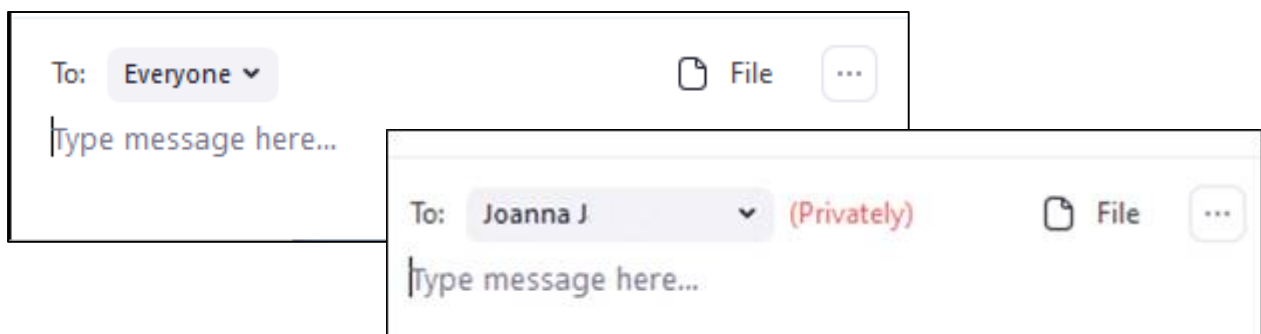 To: Everyone File ...
Type message here...
To: Joanna J (Privately) File ...
Type message here...